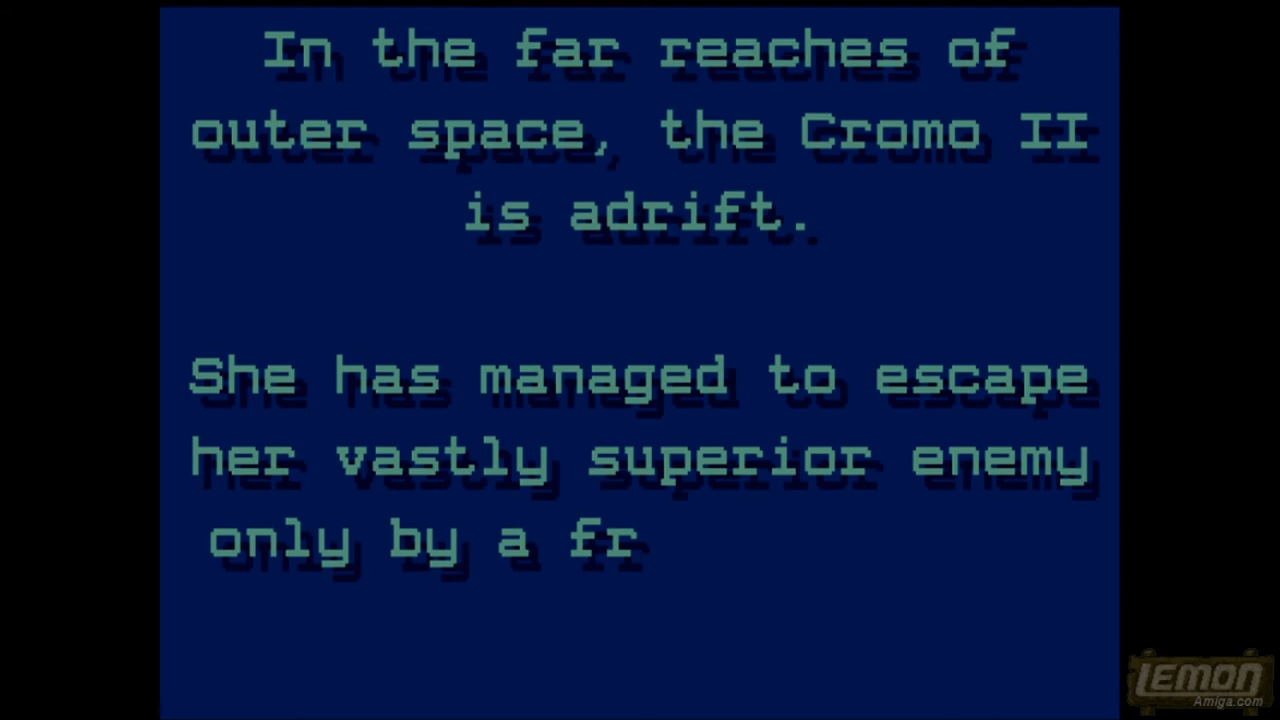 In the far reaches of
outer space, the Cromo II
is adrift.
She has managed to escape
her vastly superior enemy
only by a fr
LEMON
Amiga.com